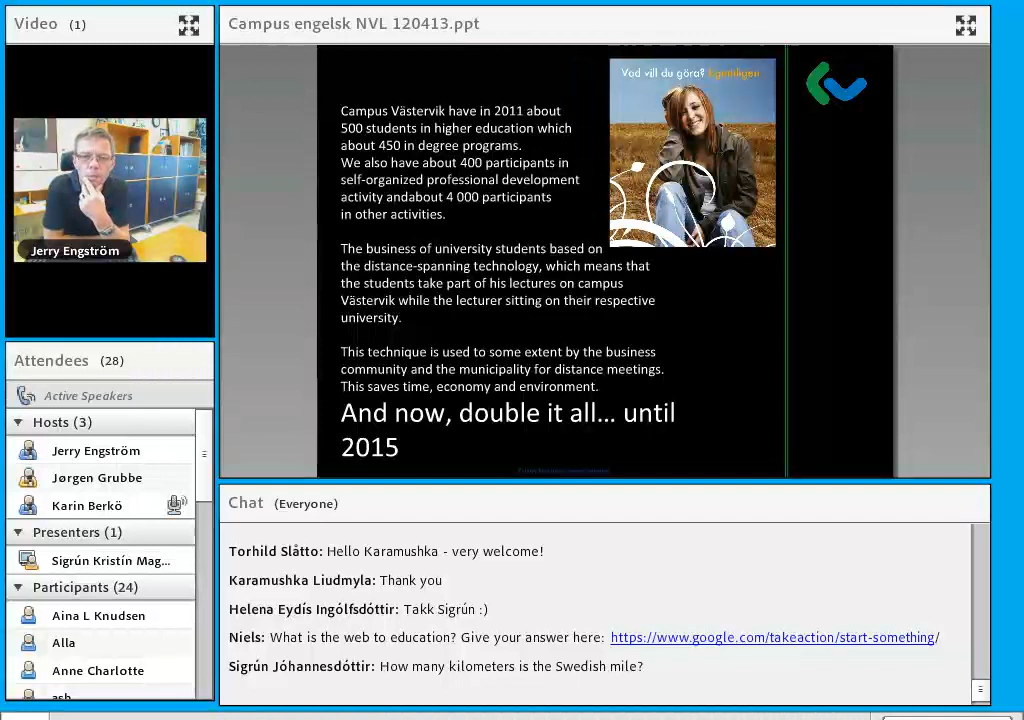 Video (1)
Jerry Engström
Attendees (28)
Active Speakers
Hosts (3)
Jerry Engström
Jørgen Grubbe
Karin Berkö
Presenters (1)
Sigrún Kristín Mag...
Participants (24)
Aina L Knudsen
Alla
Anne Charlotte
ash
Campus engelsk NVL 120413.ppt
Vad vill du göra? Egentligen
Campus Västervik have in 2011 about
500 students in higher education which
about 450 in degree programs.
We also have about 400 participants in
self-organized professional development
activity andabout 4 000 participants
in other activities.
The business of university students based on
the distance-spanning technology, which means that
the students take part of his lectures on campus
Västervik while the lecturer sitting on their respective
university.
This technique is used to some extent by the business
community and the municipality for distance meetings.
This saves time, economy and environment.
And now, double it all... until
2015
Chat (Everyone)
Torhild Slåtto: Hello Karamushka - very welcome!
Karamushka Liudmyla: Thank you
Helena Eydís Ingólfsdóttir: Takk Sigrún :)
Niels: What is the web to education? Give your answer here: https://www.google.com/takeaction/start-something/
Sigrún Jóhannesdóttir: How many kilometers is the Swedish mile?